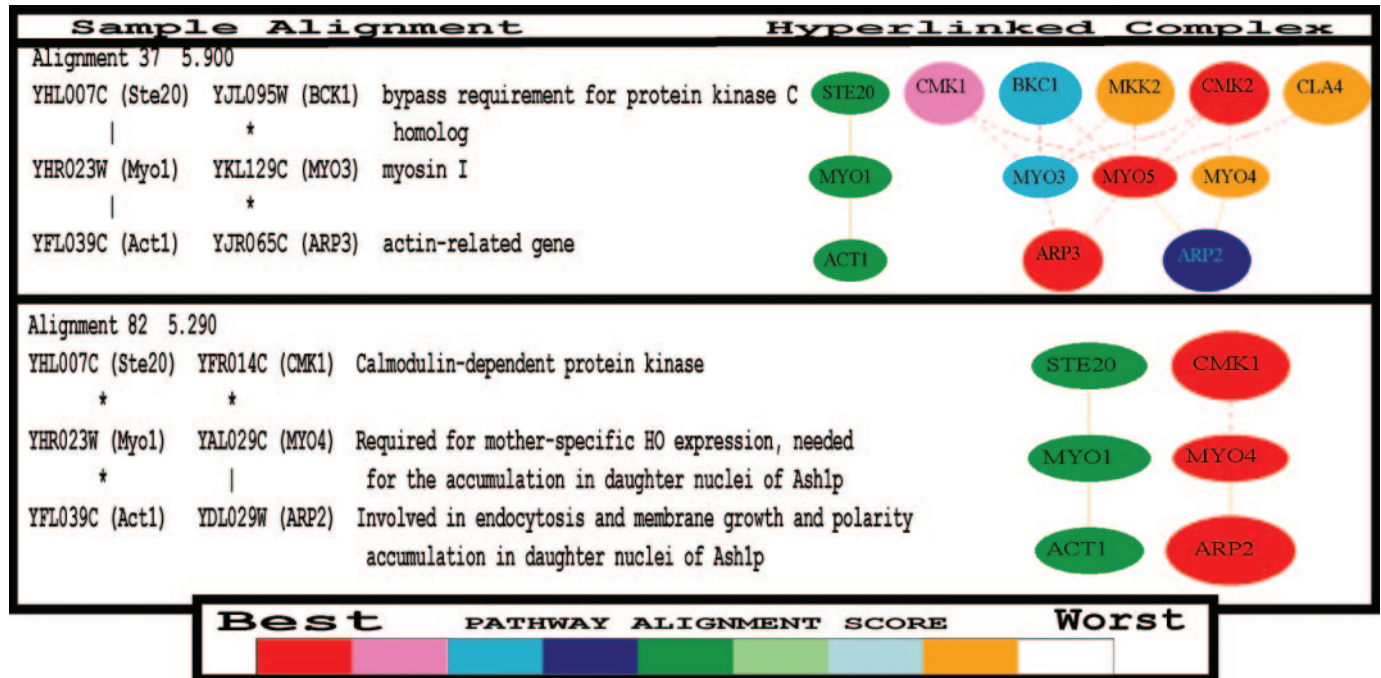 Sample Alignment Hyperlinked Complex
Alignment 37 5.900
YHL007C (Ste20) YJL095W (BCK1) bypass requirement for protein kinase C
| * homolog
YHR023W (Myo1) YKL129C (MYO3) myosin I
| *
YFL039C (Act1) YJR065C (ARP3) actin-related gene
STE20 CMK1 BKC1 MKK2 CMK2 CLA4
MYO1 MYO3 MYO5 MYO4
ACT1 ARP3 ARP2
Alignment 82 5.290
YHL007C (Ste20) YFR014C (CMK1) Calmodulin-dependent protein kinase
* *
YHR023W (Myo1) YAL029C (MYO4) Required for mother-specific HO expression, needed
* | for the accumulation in daughter nuclei of Ash1p
YFL039C (Act1) YDL029W (ARP2) Involved in endocytosis and membrane growth and polarity
accumulation in daughter nuclei of Ash1p
STE20 CMK1
MYO1 MYO4
ACT1 ARP2
Best PATHWAY ALIGNMENT SCORE Worst